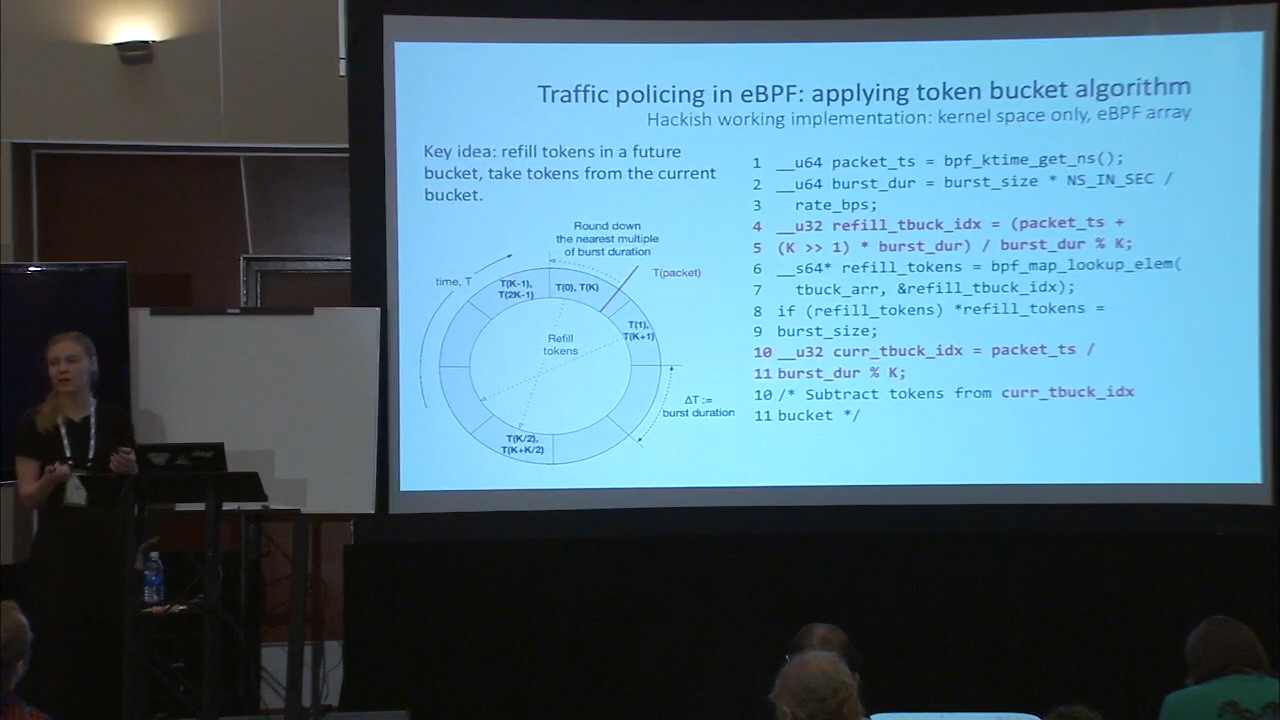 Traffic policing in eBPF: applying token bucket algorithm
Hackish working implementation: kernel space only, eBPF array
Key idea: refill tokens in a future
bucket, take tokens from the current
bucket.
Round down
the nearest multiple
of burst duration
T(packet)
time, T
T(K-1),
T(2K-1)
T(0), T(K)
T(1),
T(K+1)
Refill
tokens
ΔT :=
burst duration
T(K/2),
T(K+K/2)
1 __u64 packet_ts = bpf_ktime_get_ns();
2 __u64 burst_dur = burst_size * NS_IN_SEC /
3 rate_bps;
4 __u32 refill_tbuck_idx = (packet_ts +
5 (K >> 1) * burst_dur) / burst_dur % K;
6 __s64* refill_tokens = bpf_map_lookup_elem(
7 tbuck_arr, &refill_tbuck_idx);
8 if (refill_tokens) *refill_tokens =
9 burst_size;
10 __u32 curr_tbuck_idx = packet_ts /
11 burst_dur % K;
10 /* Subtract tokens from curr_tbuck_idx
11 bucket */